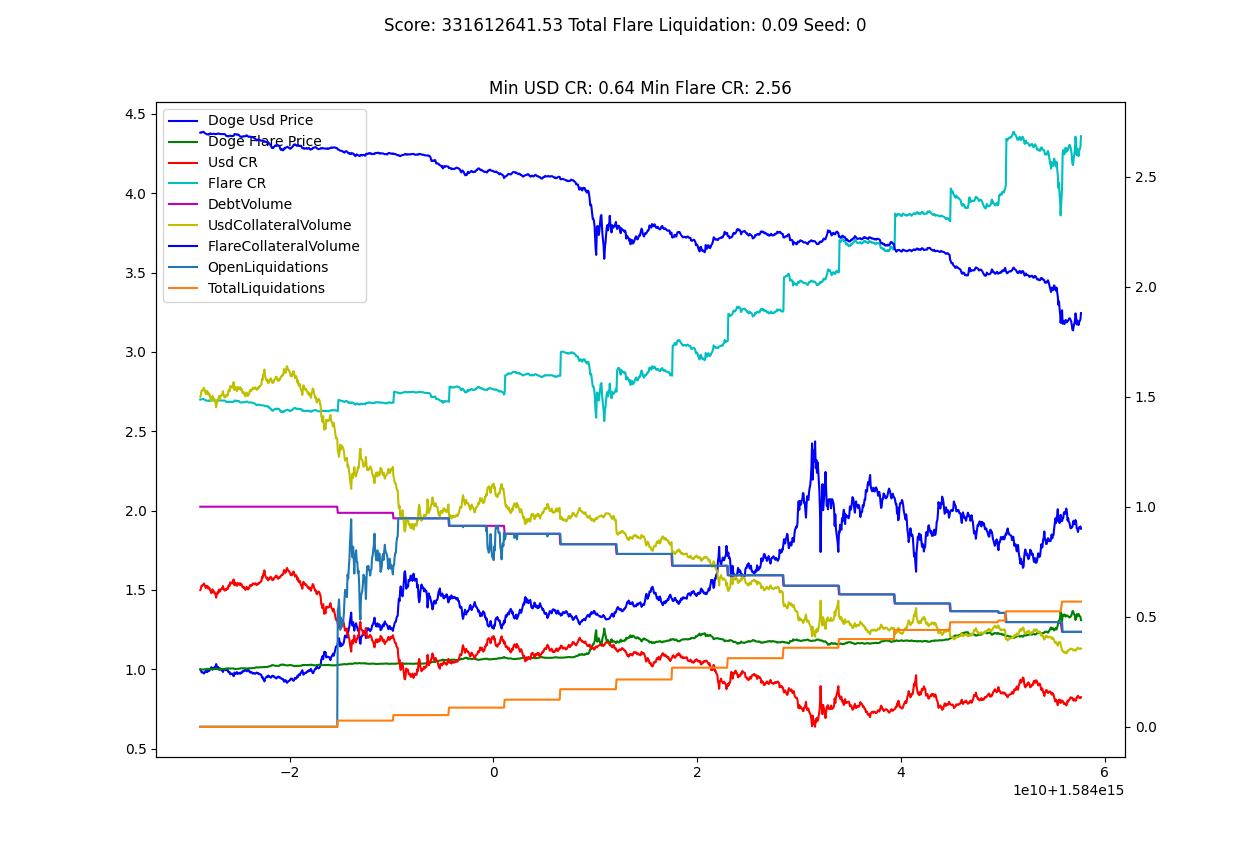 Score: 331612641.53 Total Flare Liquidation: 0.09 Seed: 0
Min USD CR: 0.64 Min Flare CR: 2.56
Doge Usd Price
Doge Flare Price
Usd CR
Flare CR
DebtVolume
UsdCollateralVolume
FlareCollateralVolume
OpenLiquidations
TotalLiquidations
4.5
4.0
3.5
3.0
2.5
2.0
1.5
1.0
0.5
2.5
2.0
1.5
1.0
0.5
0.0
−2 0 2 4 6
1e10+1.584e15